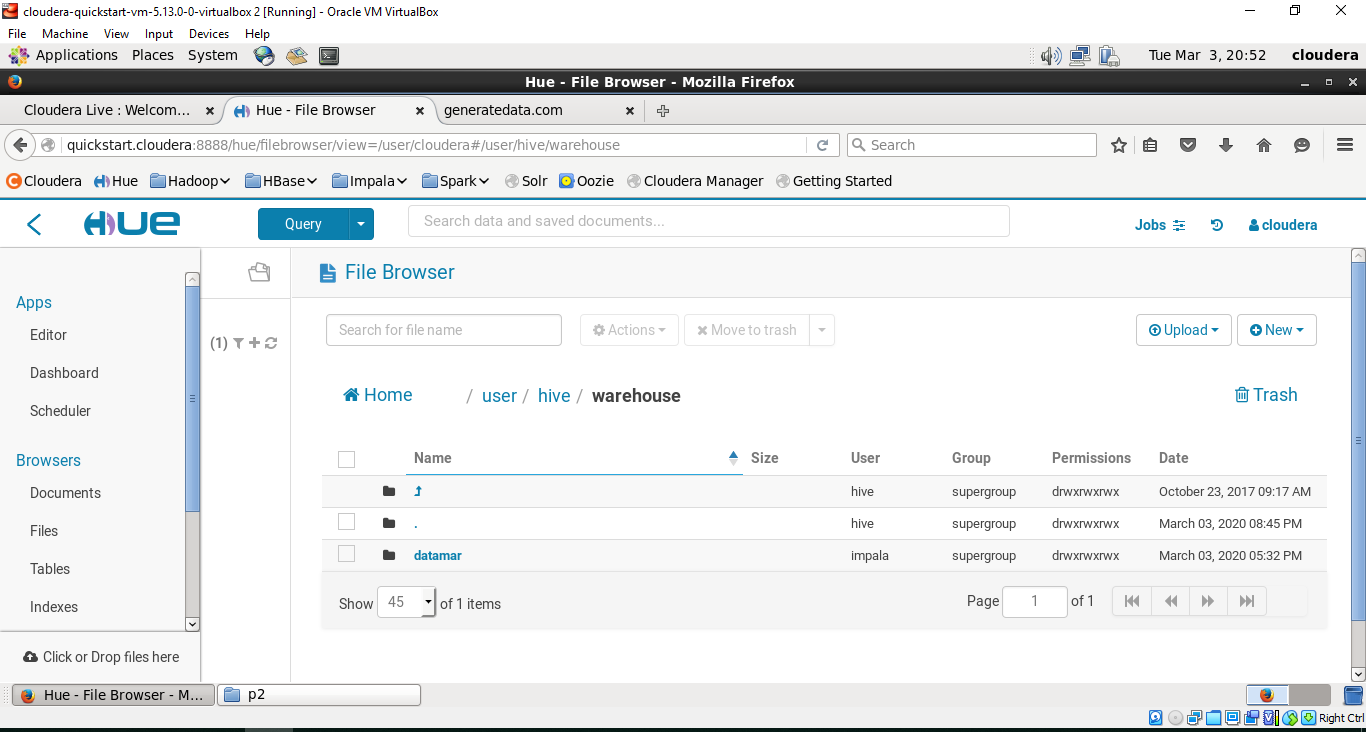 cloudera-quickstart-vm-5.13.0-0-virtualbox 2 [Running] - Oracle VM VirtualBox
File Machine View Input Devices Help
Applications Places System Tue Mar 3, 20:52 cloudera
Hue - File Browser - Mozilla Firefox
Cloudera Live : Welcom... Hue - File Browser generatedata.com
quickstart.cloudera:8888/hue/filebrowser/view=/user/cloudera#/user/hive/warehouse Search
Cloudera Hue Hadoop HBase Impala Spark Solr Oozie Cloudera Manager Getting Started
HUE Query Search data and saved documents... Jobs cloudera
File Browser
Apps
Editor
Dashboard
Scheduler
Browsers
Documents
Files
Tables
Indexes
Click or Drop files here
(1)
Search for file name Actions Move to trash Upload New
Home / user / hive / warehouse Trash
Name Size User Group Permissions Date
hive supergroup drwxrwxrwx October 23, 2017 09:17 AM
. hive supergroup drwxrwxrwx March 03, 2020 08:45 PM
datamar impala supergroup drwxrwxrwx March 03, 2020 05:32 PM
Show 45 of 1 items Page 1 of 1
Hue - File Browser - M... p2
Right Ctrl